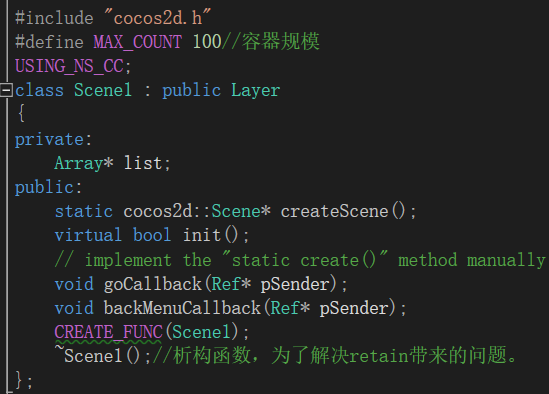 #include "cocos2d.h"
#define MAX_COUNT 100//容器规模
USING_NS_CC;
class Scene1 : public Layer
{
private:
    Array* list;
public:
    static cocos2d::Scene* createScene();
    virtual bool init();
    // implement the "static create()" method manually
    void goCallback(Ref* pSender);
    void backMenuCallback(Ref* pSender);
    CREATE_FUNC(Scene1);
    ~Scene1();//析构函数，为了解决retain带来的问题。
};